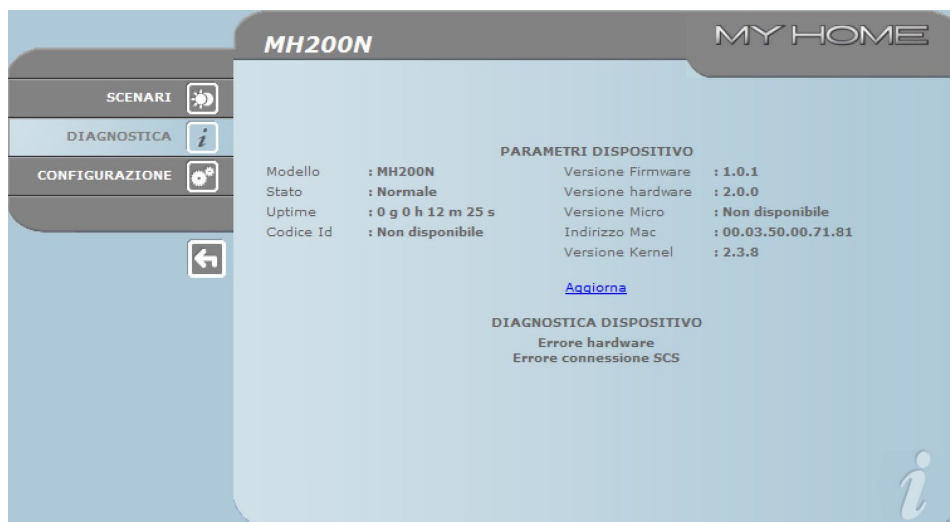 MH200N
MY HOME
SCENARI
DIAGNOSTICA
CONFIGURAZIONE
PARAMETRI DISPOSITIVO
Modello : MH200N Versione Firmware : 1.0.1
Stato : Normale Versione hardware : 2.0.0
Uptime : 0 g 0 h 12 m 25 s Versione Micro : Non disponibile
Codice Id : Non disponibile Indirizzo Mac : 00.03.50.00.71.81
Versione Kernel : 2.3.8
Aggiorna
DIAGNOSTICA DISPOSITIVO
Errore hardware
Errore connessione SCS